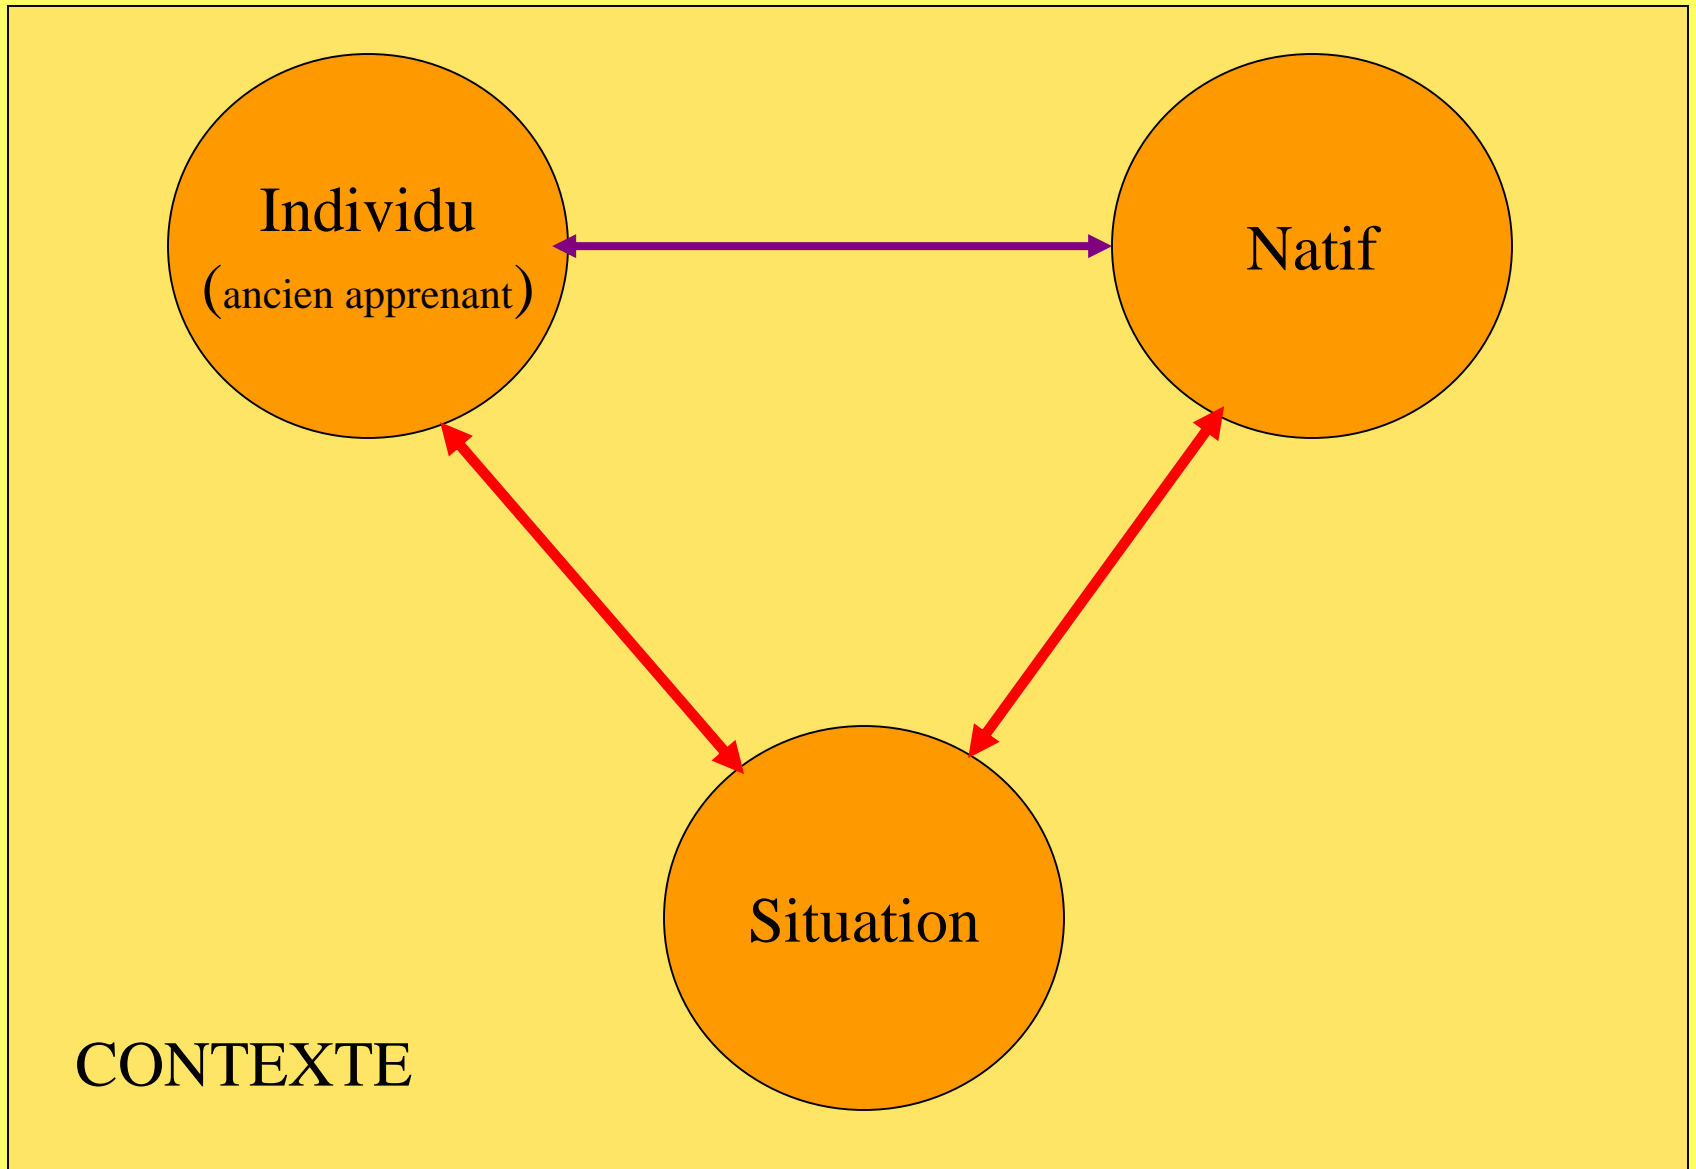 Individu
(ancien apprenant)
Natif
Situation
CONTEXTE